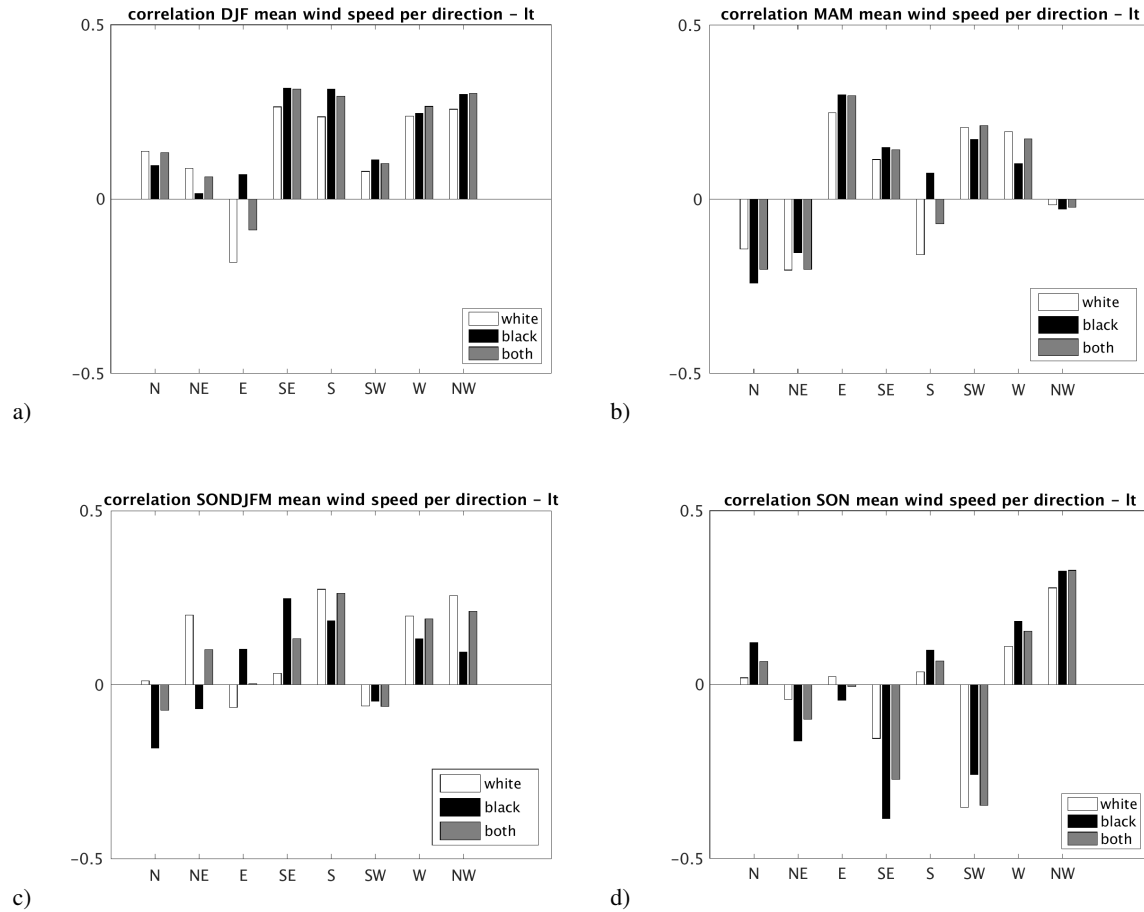 correlation DJF mean wind speed per direction – lt
0.5
0
−0.5
white
black
both
N NE E SE S SW W NW
a)
correlation MAM mean wind speed per direction – lt
0.5
0
−0.5
white
black
both
N NE E SE S SW W NW
b)
correlation SONDJFM mean wind speed per direction – lt
0.5
0
−0.5
white
black
both
N NE E SE S SW W NW
c)
correlation SON mean wind speed per direction – lt
0.5
0
−0.5
white
black
both
N NE E SE S SW W NW
d)